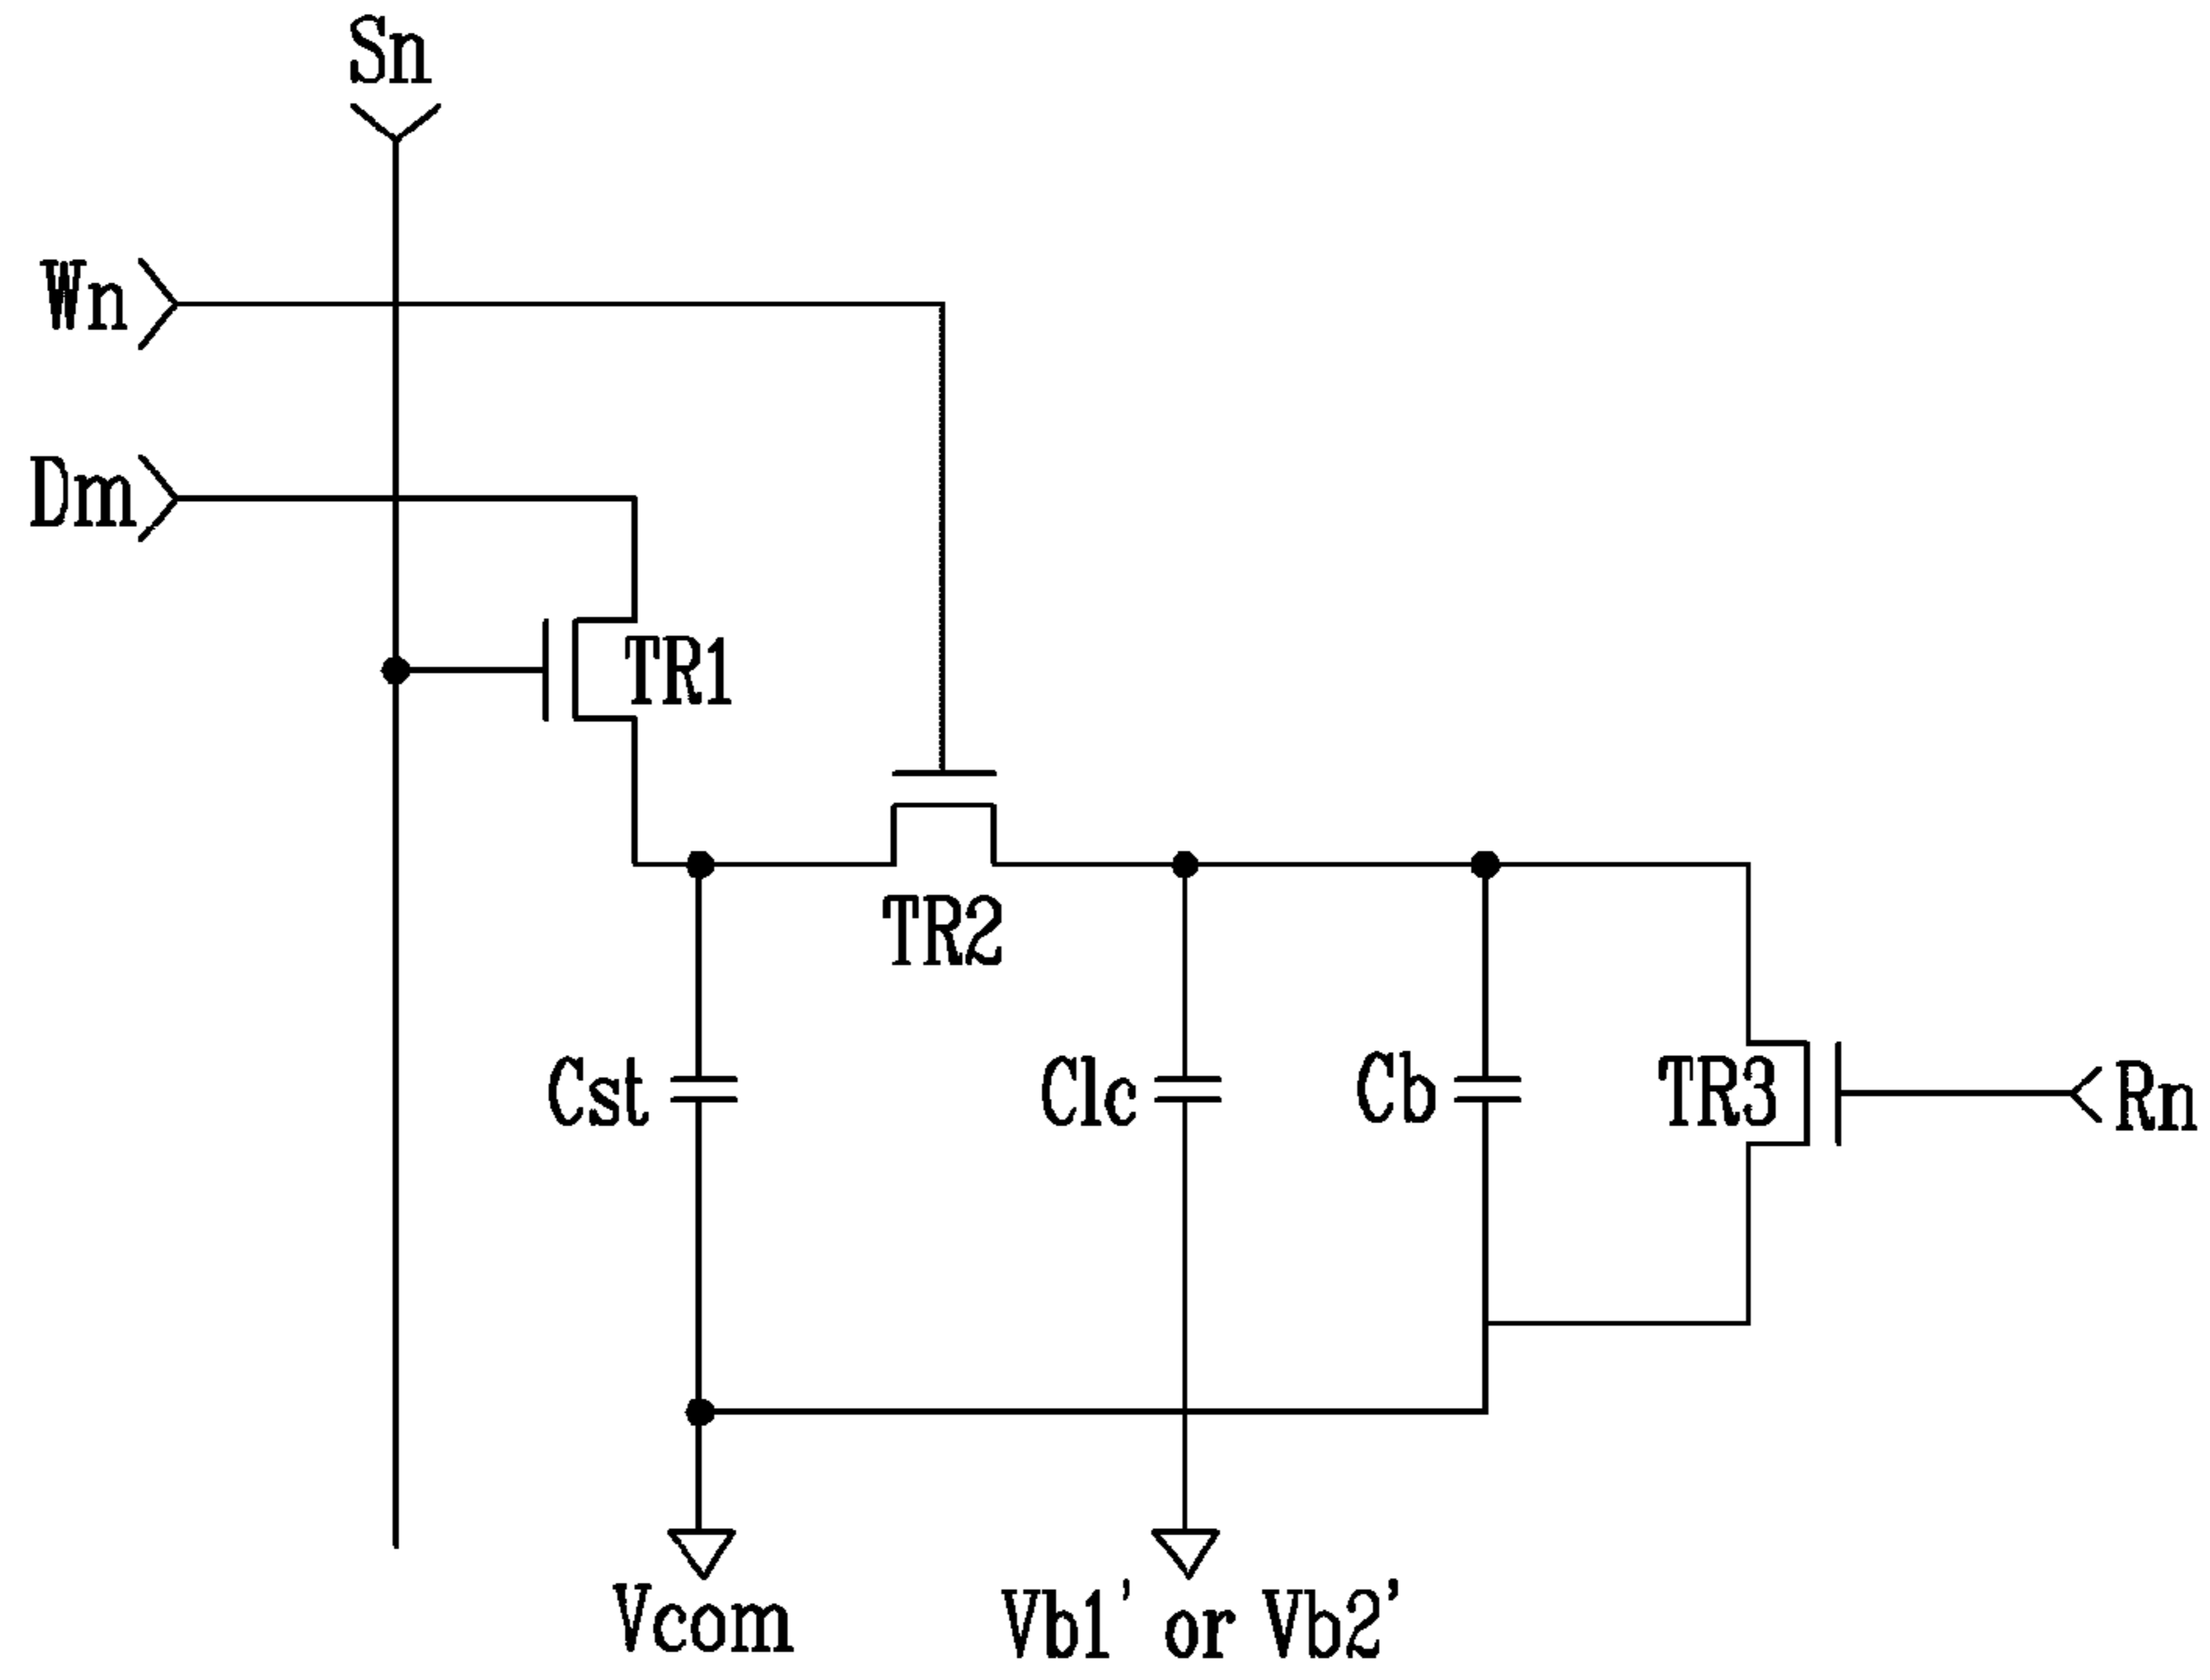 Sn
Wn
Dm
TR1
TR2
Cst
Clc
Cb
TR3
Rn
Vcom
Vb1' or Vb2'